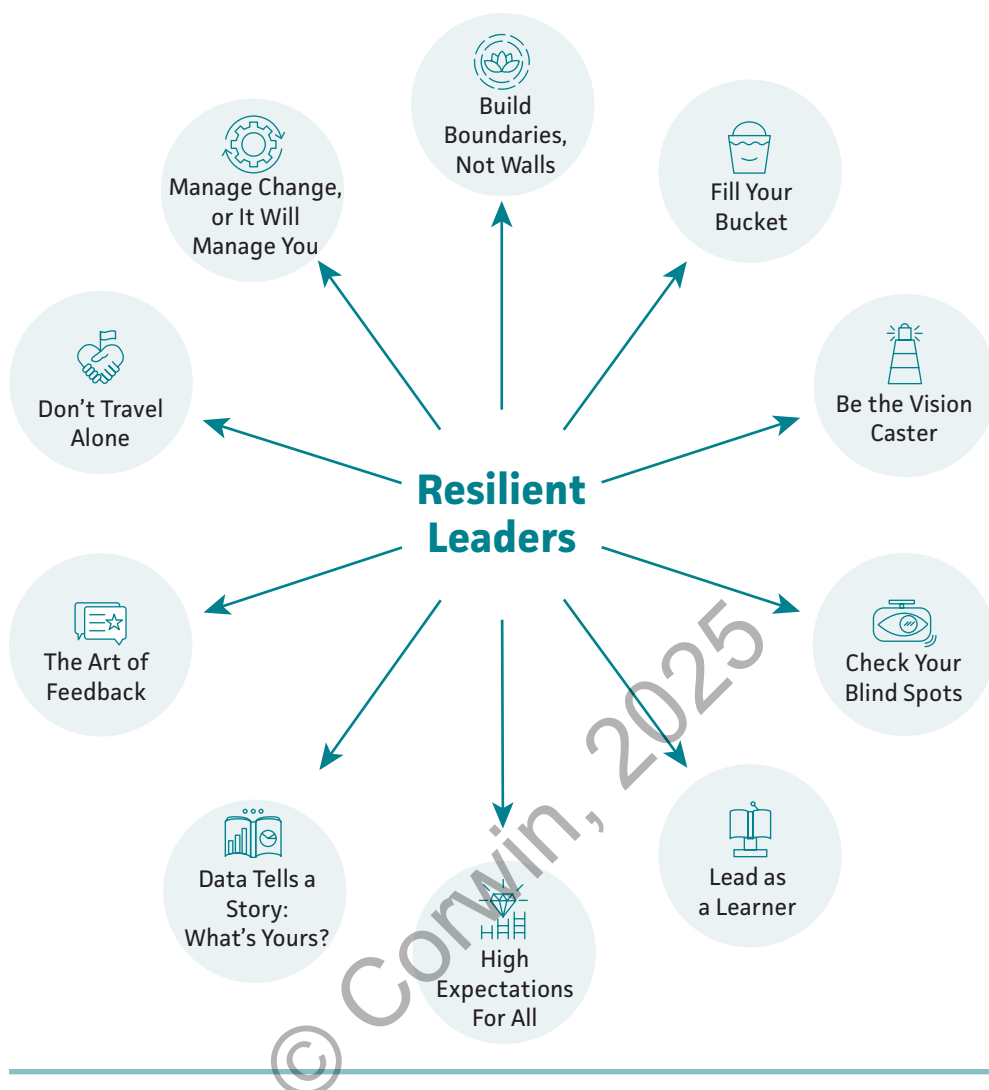 Build
Boundaries,
Not Walls
Fill Your
Bucket
Be the Vision
Caster
Check Your
Blind Spots
Lead as
a Learner
High
Expectations
For All
Data Tells a
Story:
What's Yours?
The Art of
Feedback
Don't Travel
Alone
Manage Change,
or It Will
Manage You
Resilient
Leaders
© Corwin, 2025